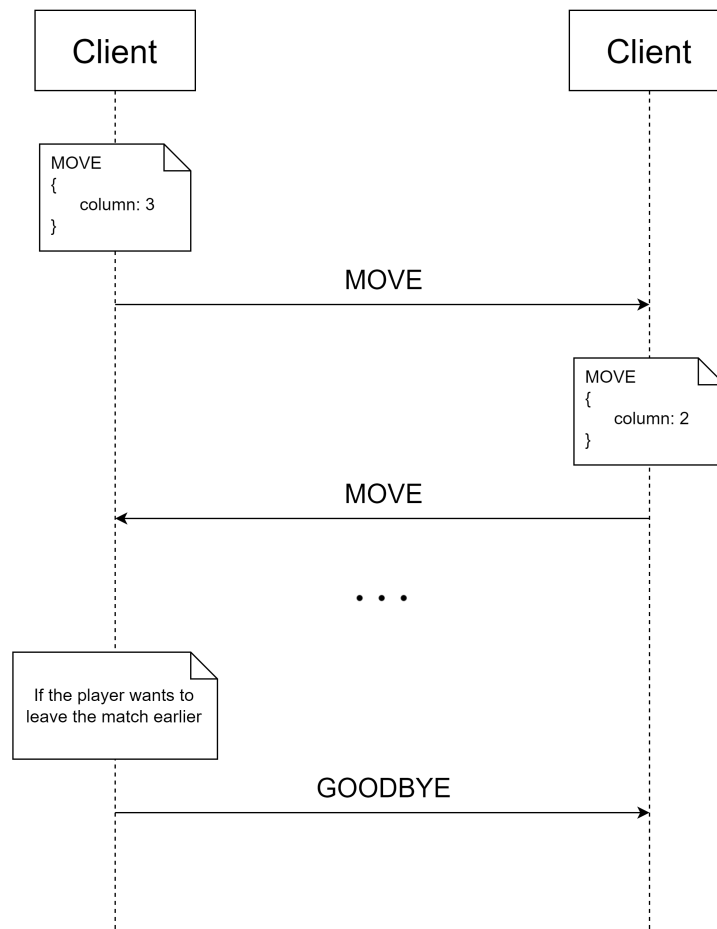 Client
Client
MOVE
{
column: 3
}
MOVE
MOVE
{
column: 2
}
MOVE
. . .
If the player wants to
leave the match earlier
GOODBYE